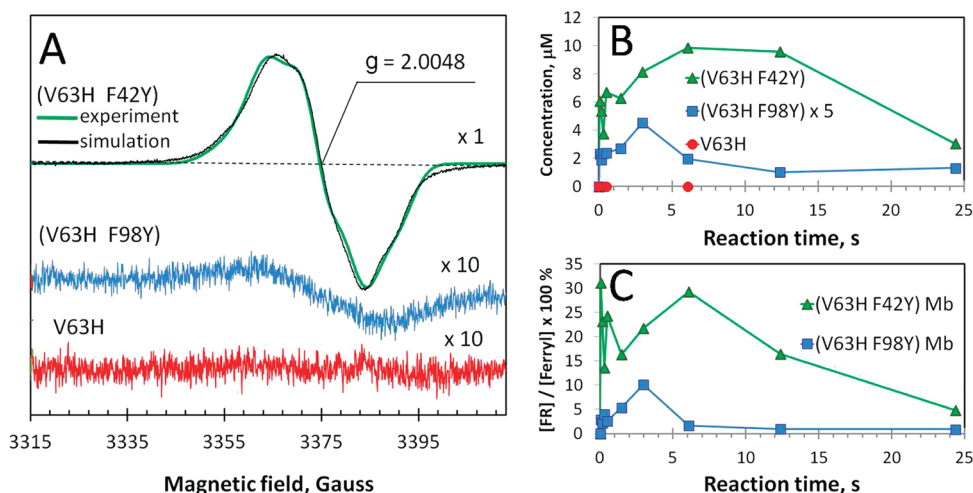 A
(V63H F42Y)
experiment
simulation
g = 2.0048
x 1
(V63H F98Y)
x 10
V63H
x 10
3315 3335 3355 3375 3395
Magnetic field, Gauss
B
12
10
8
6
4
2
0
Concentration, µM
(V63H F42Y)
(V63H F98Y) x 5
V63H
0 5 10 15 20 25
Reaction time, s
C
35
30
25
20
15
10
5
0
[FR] / [Ferryl] x 100 %
(V63H F42Y) Mb
(V63H F98Y) Mb
0 5 10 15 20 25
Reaction time, s